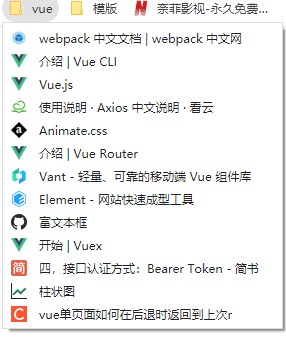 vue 模版 奈菲影视-永久免费...
webpack 中文文档 | webpack 中文网
介绍 | Vue CLI
Vue.js
使用说明 · Axios 中文说明 · 看云
Animate.css
介绍 | Vue Router
Vant - 轻量、可靠的移动端 Vue 组件库
Element - 网站快速成型工具
富文本框
开始 | Vuex
简 四，接口认证方式：Bearer Token - 简书
柱状图
C vue单页面如何在后退时返回到上次r